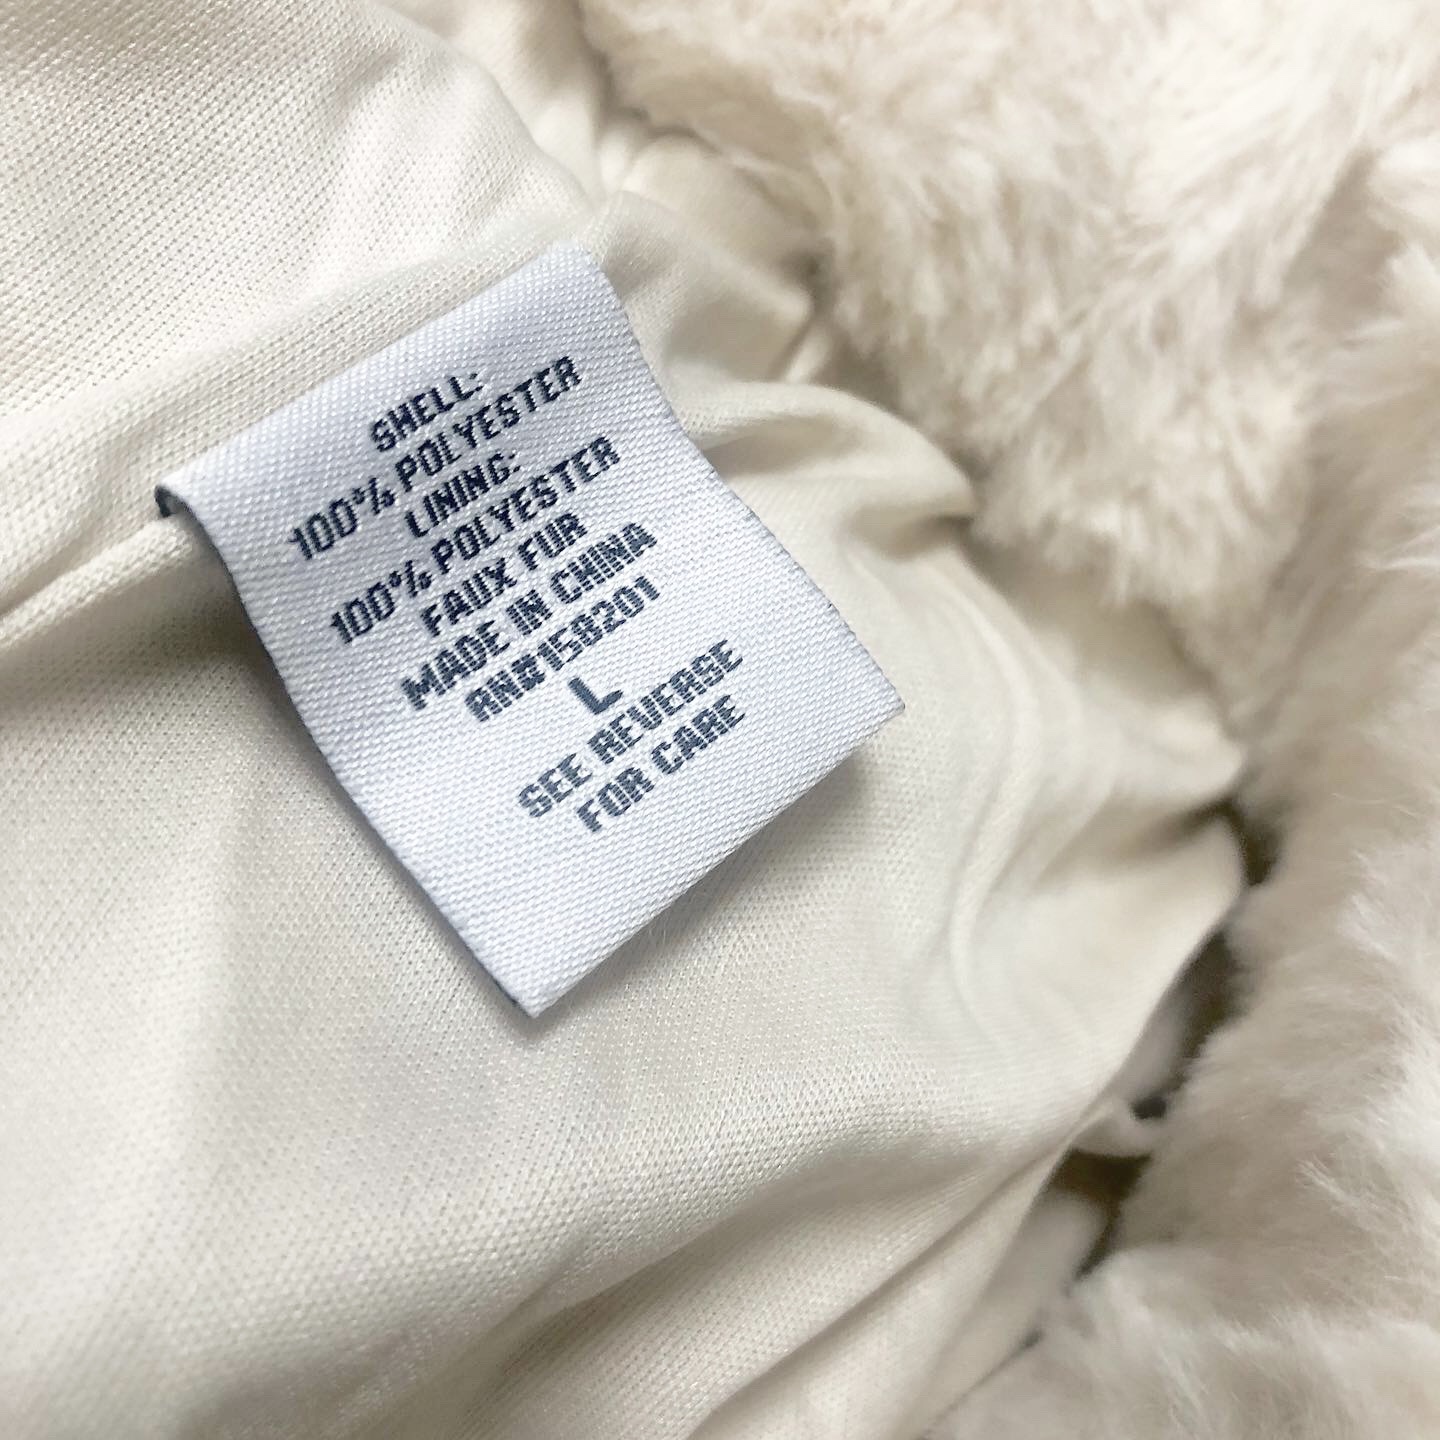 SHELL:
100% POLYESTER
LINING:
100% POLYESTER
FAUX FUR
MADE IN CHINA
RN#158201
L
SEE REVERSE
FOR CARE